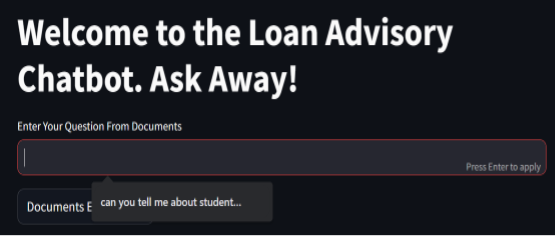 Welcome to the Loan Advisory
Chatbot. Ask Away!
Enter Your Question From Documents
Press Enter to apply
can you tell me about student...
Documents